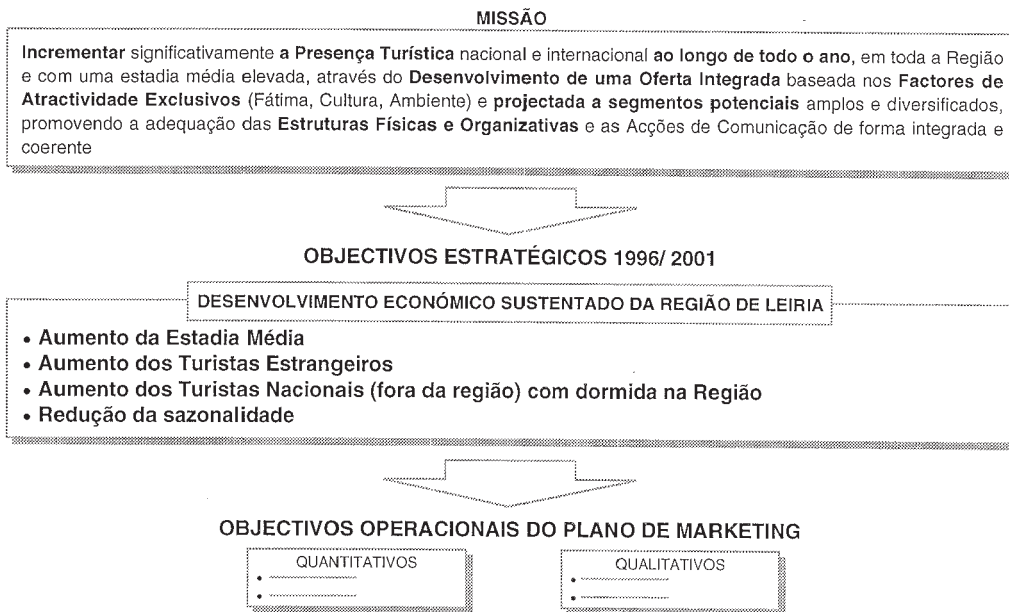 MISSÃO
Incrementar significativamente a Presença Turística nacional e internacional ao longo de todo o ano, em toda a Região
e com uma estadia média elevada, através do Desenvolvimento de uma Oferta Integrada baseada nos Factores de
Atractividade Exclusivos (Fátima, Cultura, Ambiente) e projectada a segmentos potenciais amplos e diversificados,
promovendo a adequação das Estruturas Físicas e Organizativas e as Acções de Comunicação de forma integrada e
coerente
OBJECTIVOS ESTRATÉGICOS 1996/ 2001
DESENVOLVIMENTO ECONÓMICO SUSTENTADO DA REGIÃO DE LEIRIA
• Aumento da Estadia Média
• Aumento dos Turistas Estrangeiros
• Aumento dos Turistas Nacionais (fora da região) com dormida na Região
• Redução da sazonalidade
OBJECTIVOS OPERACIONAIS DO PLANO DE MARKETING
QUANTITATIVOS
QUALITATIVOS